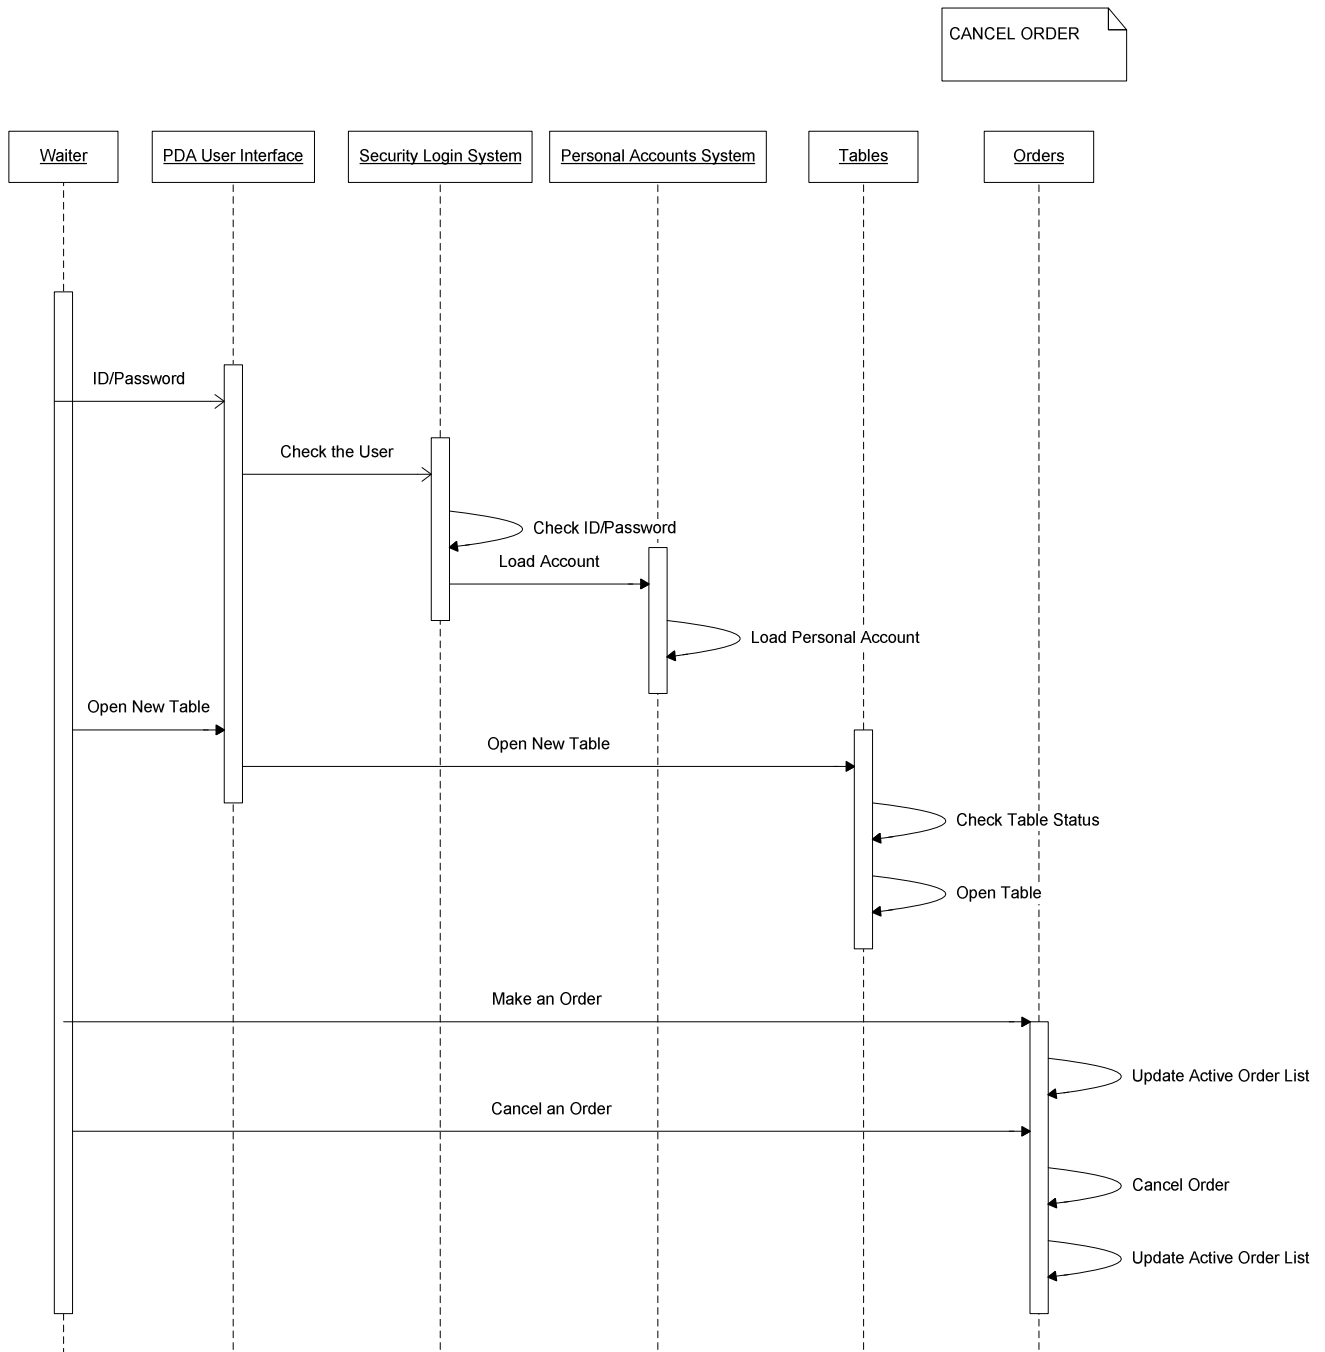 CANCEL ORDER
Waiter
PDA User Interface
Security Login System
Personal Accounts System
Tables
Orders
ID/Password
Check the User
Check ID/Password
Load Account
Load Personal Account
Open New Table
Open New Table
Check Table Status
Open Table
Make an Order
Update Active Order List
Cancel an Order
Cancel Order
Update Active Order List